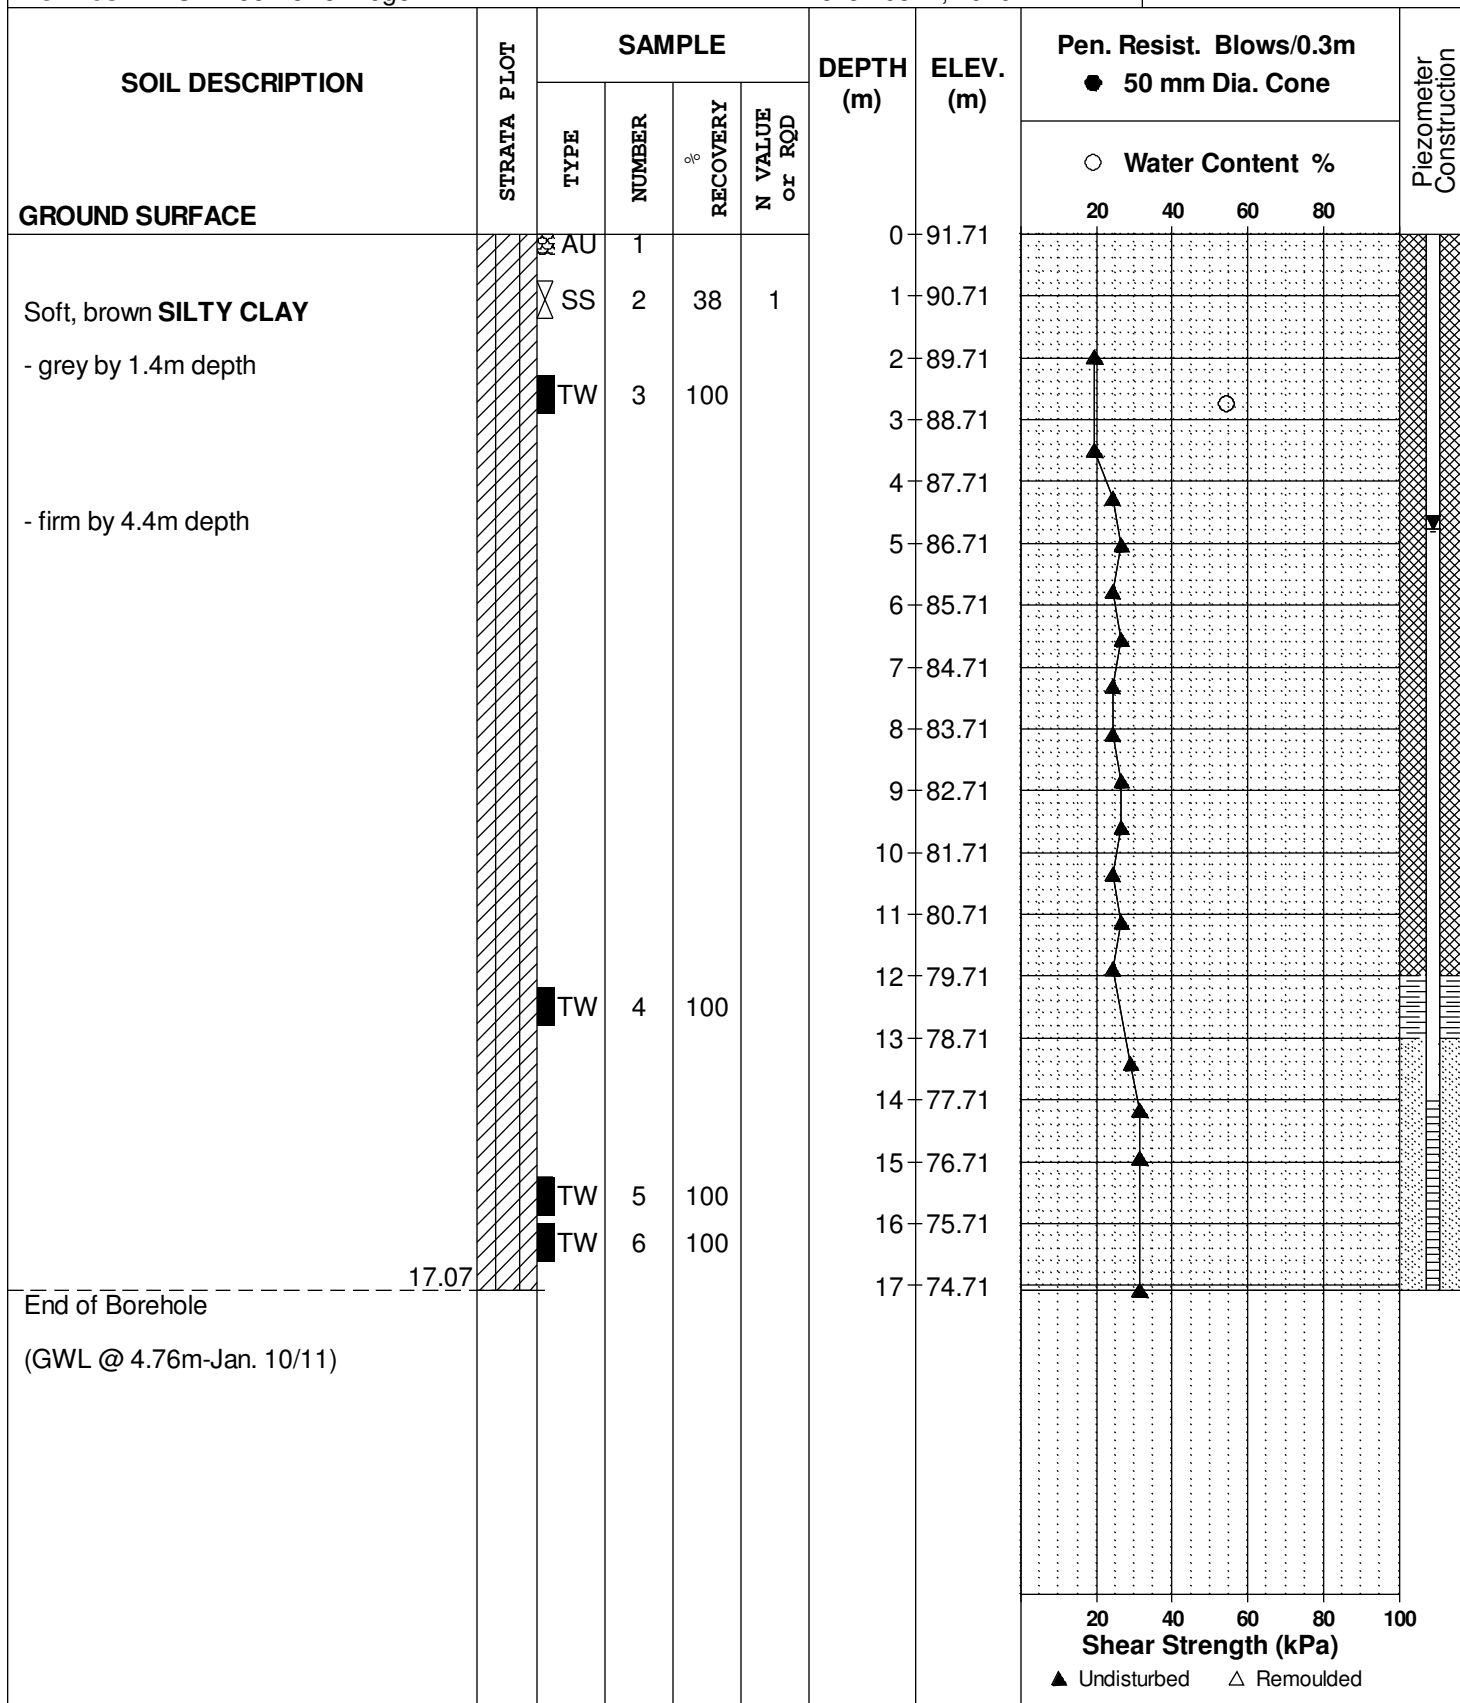 SOIL DESCRIPTION
GROUND SURFACE
STRATA PLOT
SAMPLE
TYPE
NUMBER
% RECOVERY
N VALUE or RQD
DEPTH (m)
ELEV. (m)
Pen. Resist. Blows/0.3m
● 50 mm Dia. Cone
○ Water Content %
20 40 60 80
Piezometer Construction
AU 1
0 91.71
SS 2 38 1
1 90.71
Soft, brown SILTY CLAY
- grey by 1.4m depth
2 89.71
TW 3 100
3 88.71
4 87.71
- firm by 4.4m depth
5 86.71
6 85.71
7 84.71
8 83.71
9 82.71
10 81.71
11 80.71
12 79.71
TW 4 100
13 78.71
14 77.71
15 76.71
TW 5 100
16 75.71
TW 6 100
17.07
17 74.71
End of Borehole
(GWL @ 4.76m-Jan. 10/11)
20 40 60 80 100
Shear Strength (kPa)
▲ Undisturbed △ Remoulded